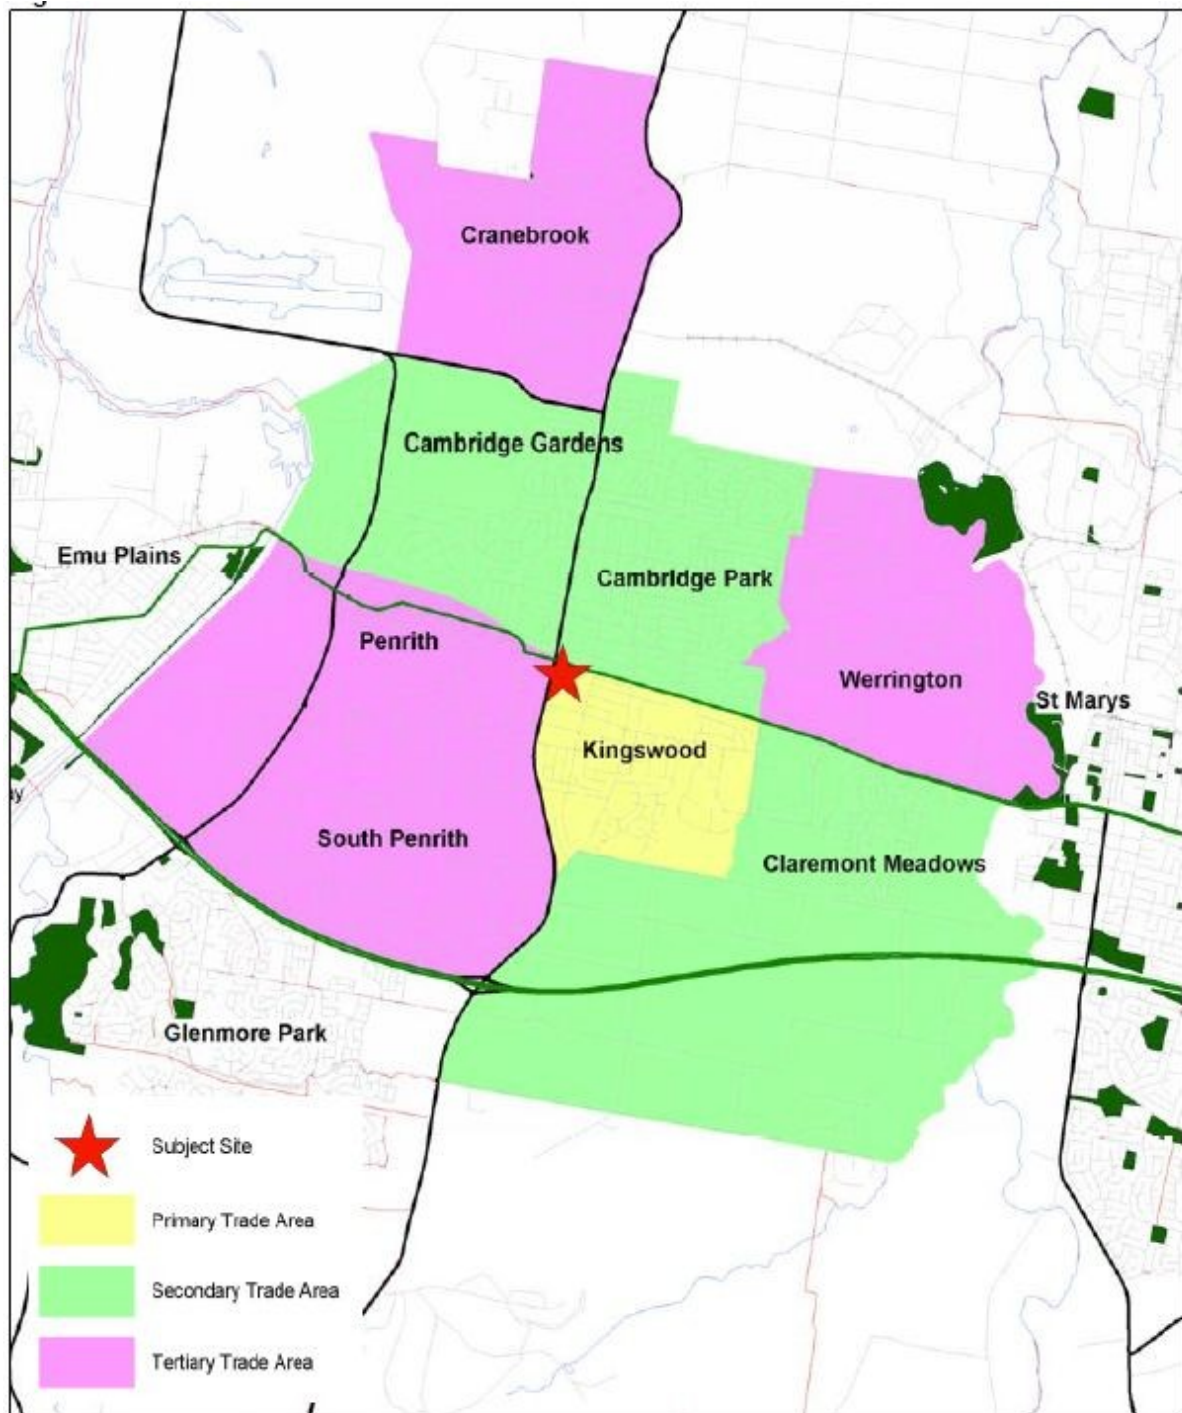 Cranebrook
Cambridge Gardens
Emu Plains
Cambridge Park
Penrith
Werrington
St Marys
Kingswood
South Penrith
Claremont Meadows
Glenmore Park
Subject Site
Primary Trade Area
Secondary Trade Area
Tertiary Trade Area